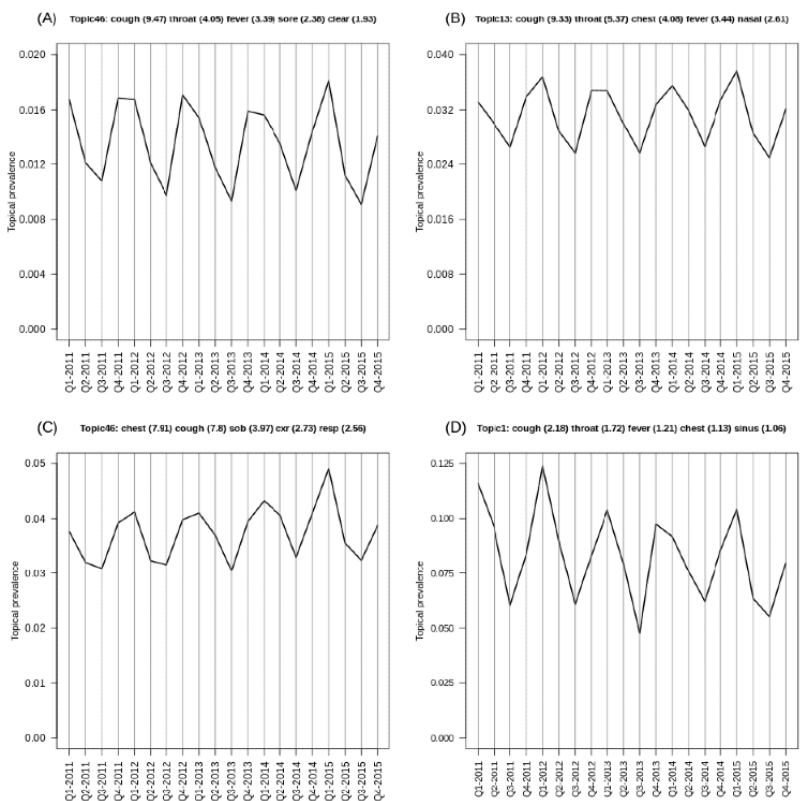 (A) Topic46: cough (9.47) throat (4.05) fever (3.39) sore (2.38) clear (1.93)
Topical prevalence
0.020
0.016
0.012
0.008
0.004
0.000
Q1-2011 Q2-2011 Q3-2011 Q4-2011 Q1-2012 Q2-2012 Q3-2012 Q4-2012 Q1-2013 Q2-2013 Q3-2013 Q4-2013 Q1-2014 Q2-2014 Q3-2014 Q4-2014 Q1-2015 Q2-2015 Q3-2015 Q4-2015
(B) Topic13: cough (9.33) throat (5.37) chest (4.08) fever (3.44) nasal (2.61)
Topical prevalence
0.040
0.032
0.024
0.016
0.008
0.000
Q1-2011 Q2-2011 Q3-2011 Q4-2011 Q1-2012 Q2-2012 Q3-2012 Q4-2012 Q1-2013 Q2-2013 Q3-2013 Q4-2013 Q1-2014 Q2-2014 Q3-2014 Q4-2014 Q1-2015 Q2-2015 Q3-2015 Q4-2015
(C) Topic46: chest (7.91) cough (7.8) sob (3.97) cxr (2.73) resp (2.56)
Topical prevalence
0.05
0.04
0.03
0.02
0.01
0.00
Q1-2011 Q2-2011 Q3-2011 Q4-2011 Q1-2012 Q2-2012 Q3-2012 Q4-2012 Q1-2013 Q2-2013 Q3-2013 Q4-2013 Q1-2014 Q2-2014 Q3-2014 Q4-2014 Q1-2015 Q2-2015 Q3-2015 Q4-2015
(D) Topic1: cough (2.18) throat (1.72) fever (1.21) chest (1.13) sinus (1.06)
Topical prevalence
0.125
0.100
0.075
0.050
0.025
0.000
Q1-2011 Q2-2011 Q3-2011 Q4-2011 Q1-2012 Q2-2012 Q3-2012 Q4-2012 Q1-2013 Q2-2013 Q3-2013 Q4-2013 Q1-2014 Q2-2014 Q3-2014 Q4-2014 Q1-2015 Q2-2015 Q3-2015 Q4-2015